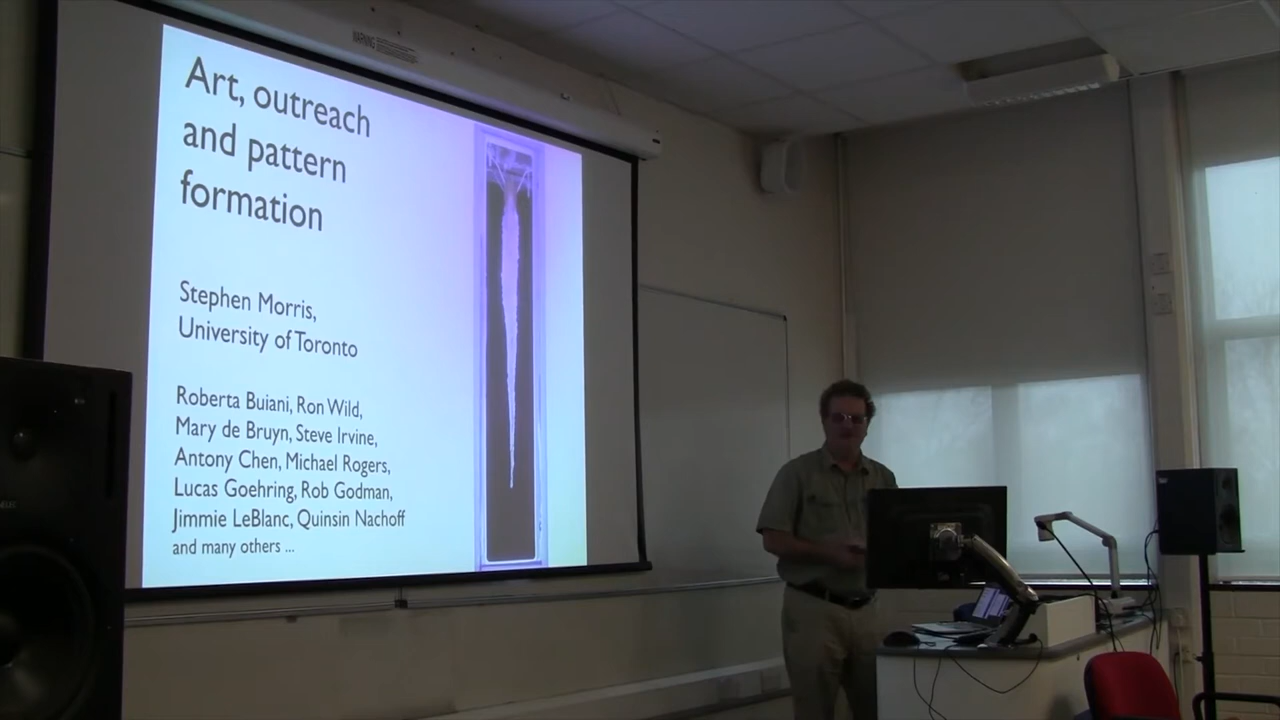 WARNING
Art, outreach
and pattern
formation
Stephen Morris,
University of Toronto
Roberta Buiani, Ron Wild,
Mary de Bruyn, Steve Irvine,
Antony Chen, Michael Rogers,
Lucas Goehring, Rob Godman,
Jimmie LeBlanc, Quinsin Nachoff
and many others ...